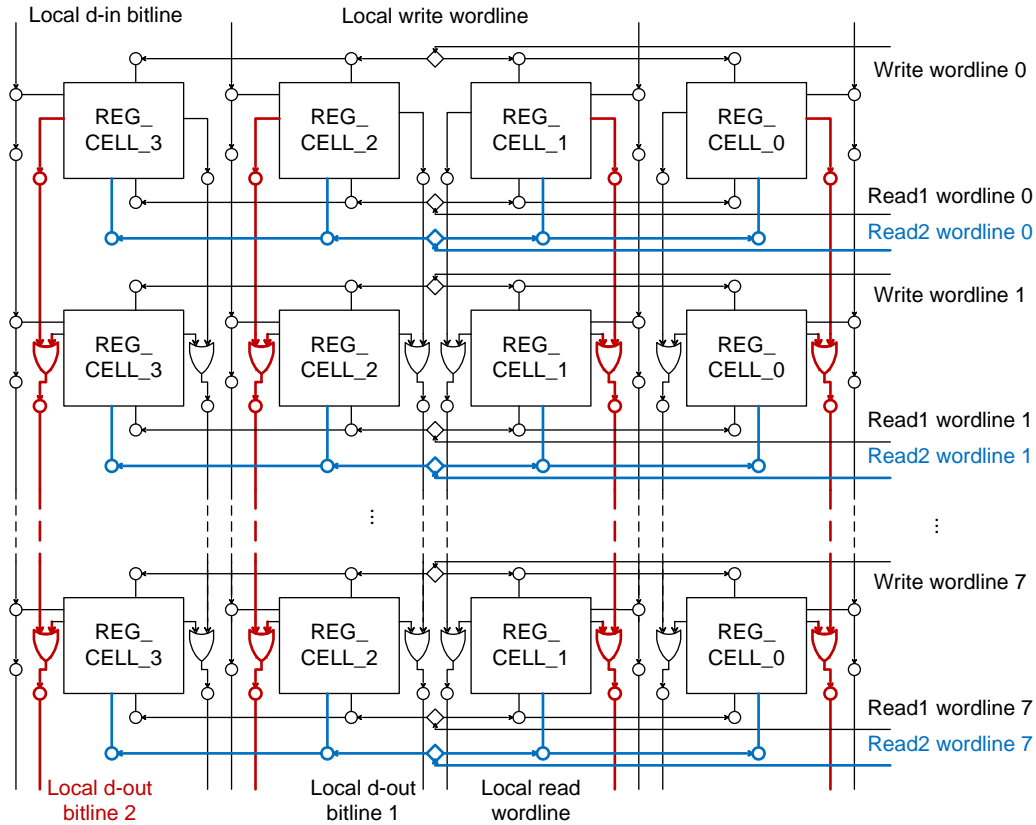 Local d-in bitline
Local write wordline
Write wordline 0
REG_
CELL_3
REG_
CELL_2
REG_
CELL_1
REG_
CELL_0
Read1 wordline 0
Read2 wordline 0
Write wordline 1
REG_
CELL_3
REG_
CELL_2
REG_
CELL_1
REG_
CELL_0
Read1 wordline 1
Read2 wordline 1
...
...
Write wordline 7
REG_
CELL_3
REG_
CELL_2
REG_
CELL_1
REG_
CELL_0
Read1 wordline 7
Read2 wordline 7
Local d-out
bitline 2
Local d-out
bitline 1
Local read
wordline